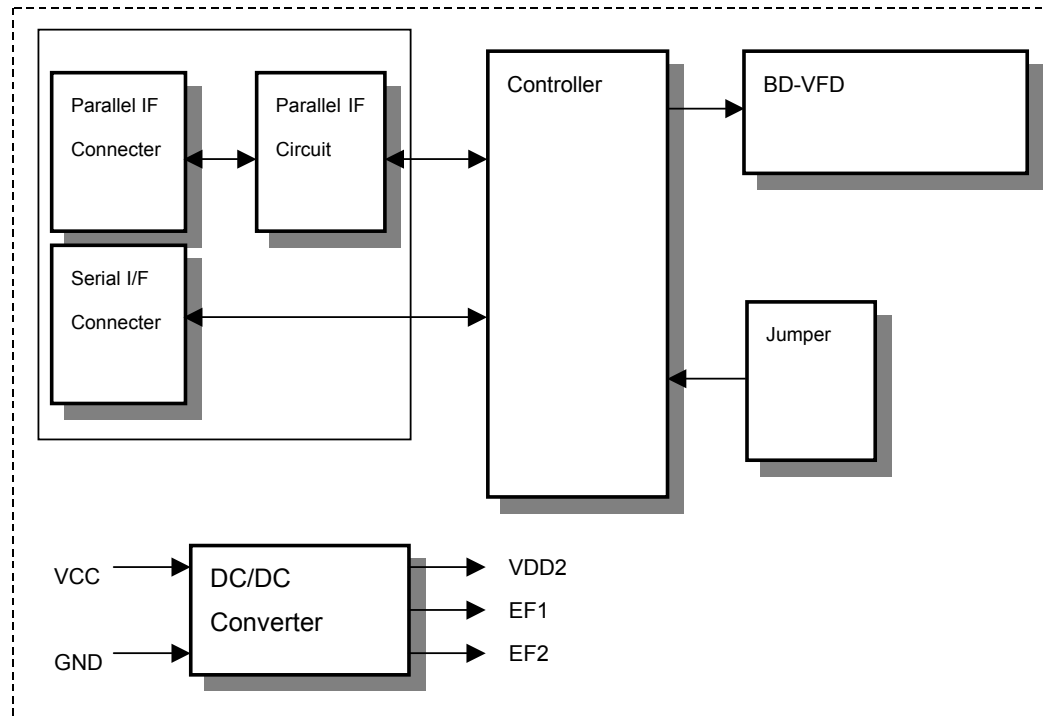 Parallel IF
Connecter
Parallel IF
Circuit
Controller
BD-VFD
Serial I/F
Connecter
Jumper
VCC
GND
DC/DC
Converter
VDD2
EF1
EF2